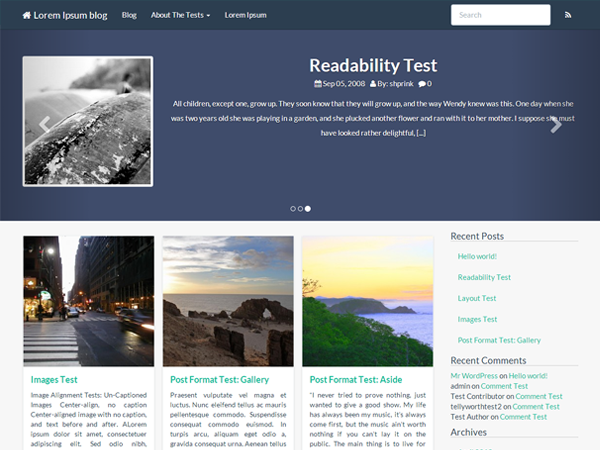 Lorem Ipsum blog Blog About The Tests Lorem Ipsum Search
Readability Test
Sep 05, 2008 By: shprink 0
All children, except one, grow up. They soon know that they will grow up, and the way Wendy knew was this. One day when she
was two years old she was playing in a garden, and she plucked another flower and ran with it to her mother. I suppose she must
have looked rather delightful, [...]
Images Test
Image Alignment Tests: Un-Captioned
Images Center-align, no caption
Center-aligned image with no caption,
and text before and after. ALorem
ipsum dolor sit amet, consectetuer
adipiscing elit. Sed odio nibh,
Post Format Test: Gallery
Praesent vulputate vel magna et
luctus. Nunc eleifend tellus ac mauris
pellentesque commodo. Suspendisse
consequat commodo euismod. In
turpis arcu, aliquam eget odio a,
gravida consequat urna. Aenean tellus
Post Format Test: Aside
"I never tried to prove nothing, just
wanted to give a good show. My life
has always been my music, it's always
come first, but the music ain't worth
nothing if you can't lay it on the
public. The main thing is to live for
Recent Posts
Hello world!
Readability Test
Layout Test
Images Test
Post Format Test: Gallery
Recent Comments
Mr WordPress on Hello world!
admin on Comment Test
Test Contributor on Comment Test
tellyworthtest2 on Comment Test
Test Author on Comment Test
Archives